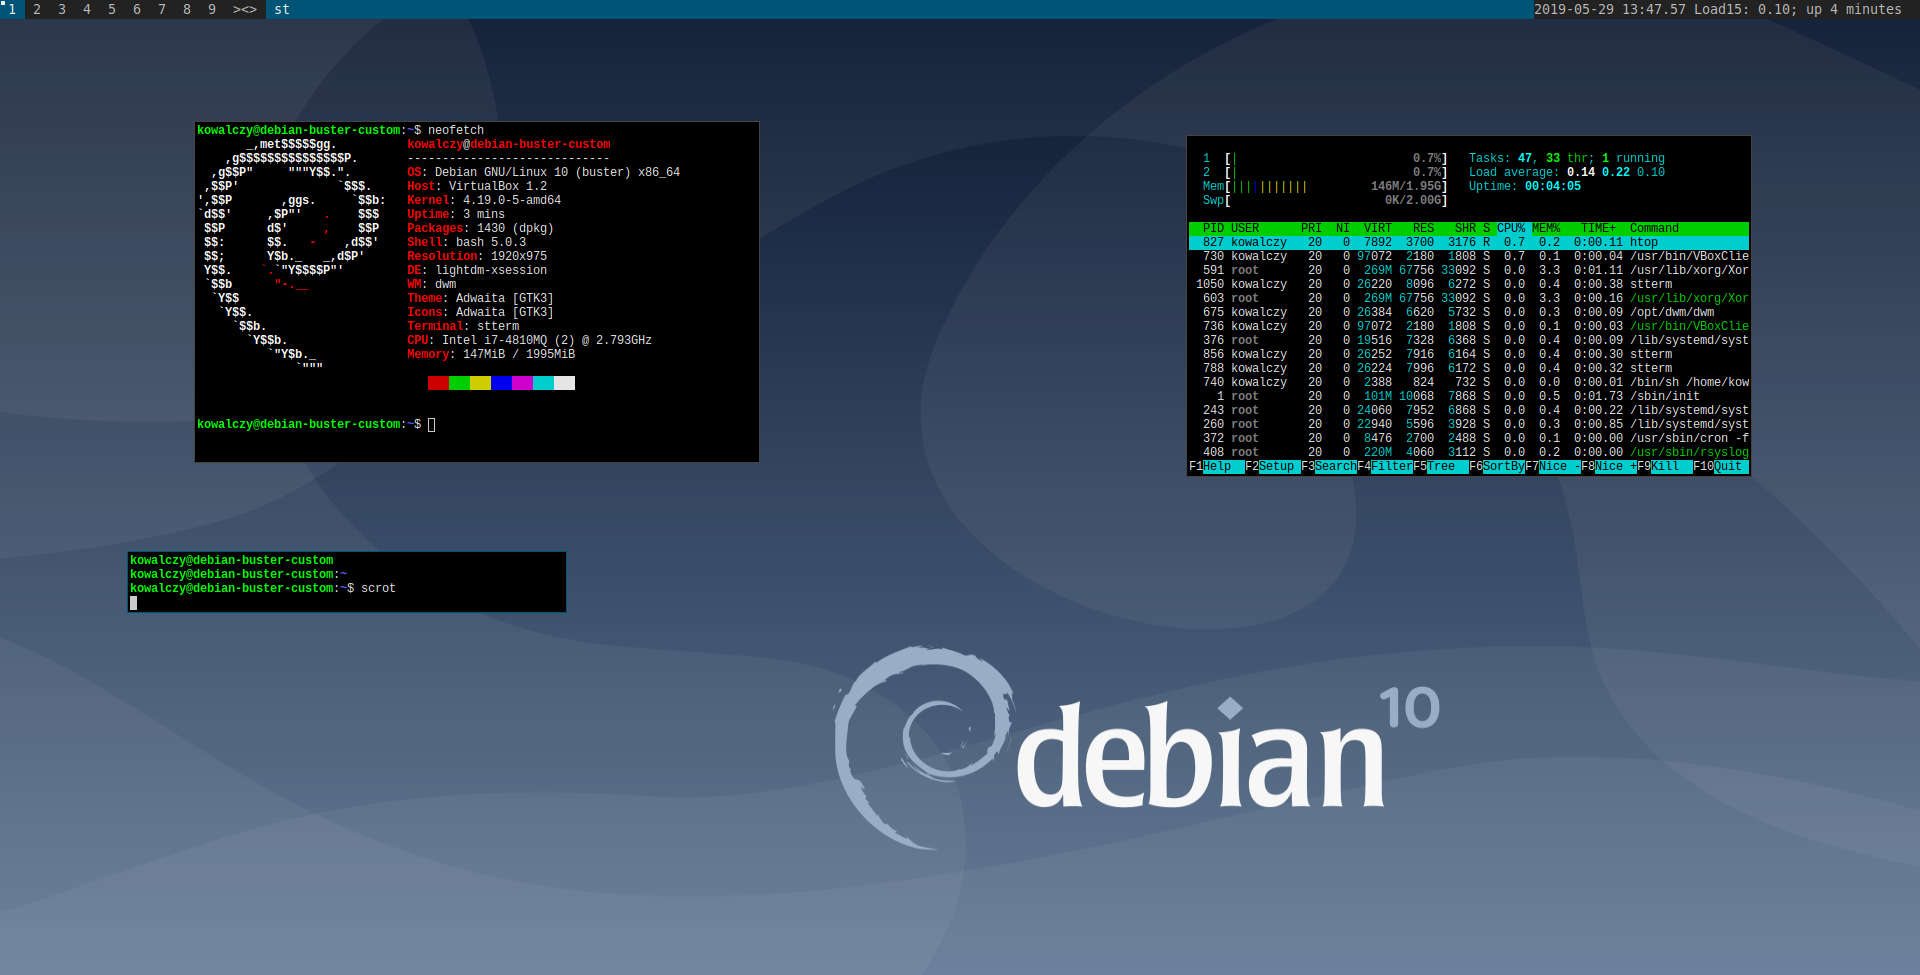 1 2 3 4 5 6 7 8 9 ><> st 2019-05-29 13:47.57 Load15: 0.10; up 4 minutes
kowalczy@debian-buster-custom:~$ neofetch
_,met$$$$$gg. kowalczy@debian-buster-custom
,g$$$$$$$$$$$$$$$P. -----------------------------
,g$$P" """Y$$.". OS: Debian GNU/Linux 10 (buster) x86_64
,$$P' `$$$. Host: VirtualBox 1.2
',$$P ,ggs. `$$b: Kernel: 4.19.0-5-amd64
`d$$' ,$P"' . $$$ Uptime: 3 mins
$$P d$' , $$P Packages: 1430 (dpkg)
$$: $$. - ,d$$' Shell: bash 5.0.3
$$; Y$b._ _,d$P' Resolution: 1920x975
Y$$. `.`"Y$$$$P"' DE: lightdm-xsession
`$$b "-.__ WM: dwm
`Y$$ Theme: Adwaita [GTK3]
`Y$$. Icons: Adwaita [GTK3]
`$$b. Terminal: stterm
`Y$$b. CPU: Intel i7-4810MQ (2) @ 2.793GHz
`"Y$b._ Memory: 147MiB / 1995MiB
`"""
kowalczy@debian-buster-custom:~$
1 [| 0.7%] Tasks: 47, 33 thr; 1 running
2 [| 0.7%] Load average: 0.14 0.22 0.10
Mem[||||||||||| 146M/1.95G] Uptime: 00:04:05
Swp[ 0K/2.00G]
PID USER PRI NI VIRT RES SHR S CPU% MEM% TIME+ Command
827 kowalczy 20 0 7892 3700 3176 R 0.7 0.2 0:00.11 htop
730 kowalczy 20 0 97072 2180 1808 S 0.7 0.1 0:00.04 /usr/bin/VBoxClie
591 root 20 0 269M 67756 33092 S 0.0 3.3 0:01.11 /usr/lib/xorg/Xor
1050 kowalczy 20 0 26220 8096 6272 S 0.0 0.4 0:00.38 stterm
603 root 20 0 269M 67756 33092 S 0.0 3.3 0:00.16 /usr/lib/xorg/Xor
675 kowalczy 20 0 26384 6620 5732 S 0.0 0.3 0:00.09 /opt/dwm/dwm
736 kowalczy 20 0 97072 2180 1808 S 0.0 0.1 0:00.03 /usr/bin/VBoxClie
376 root 20 0 19516 7328 6368 S 0.0 0.4 0:00.09 /lib/systemd/syst
856 kowalczy 20 0 26252 7916 6164 S 0.0 0.4 0:00.30 stterm
788 kowalczy 20 0 26224 7996 6172 S 0.0 0.4 0:00.32 stterm
740 kowalczy 20 0 2388 824 732 S 0.0 0.0 0:00.01 /bin/sh /home/kow
1 root 20 0 101M 10068 7868 S 0.0 0.5 0:01.73 /sbin/init
243 root 20 0 24060 7952 6868 S 0.0 0.4 0:00.22 /lib/systemd/syst
260 root 20 0 22940 5596 3928 S 0.0 0.3 0:00.85 /lib/systemd/syst
372 root 20 0 8476 2700 2488 S 0.0 0.1 0:00.00 /usr/sbin/cron -f
408 root 20 0 220M 4060 3112 S 0.0 0.2 0:00.00 /usr/sbin/rsyslog
F1Help F2Setup F3SearchF4FilterF5Tree F6SortByF7Nice -F8Nice +F9Kill F10Quit
kowalczy@debian-buster-custom
kowalczy@debian-buster-custom:~
kowalczy@debian-buster-custom:~$ scrot
debian 10